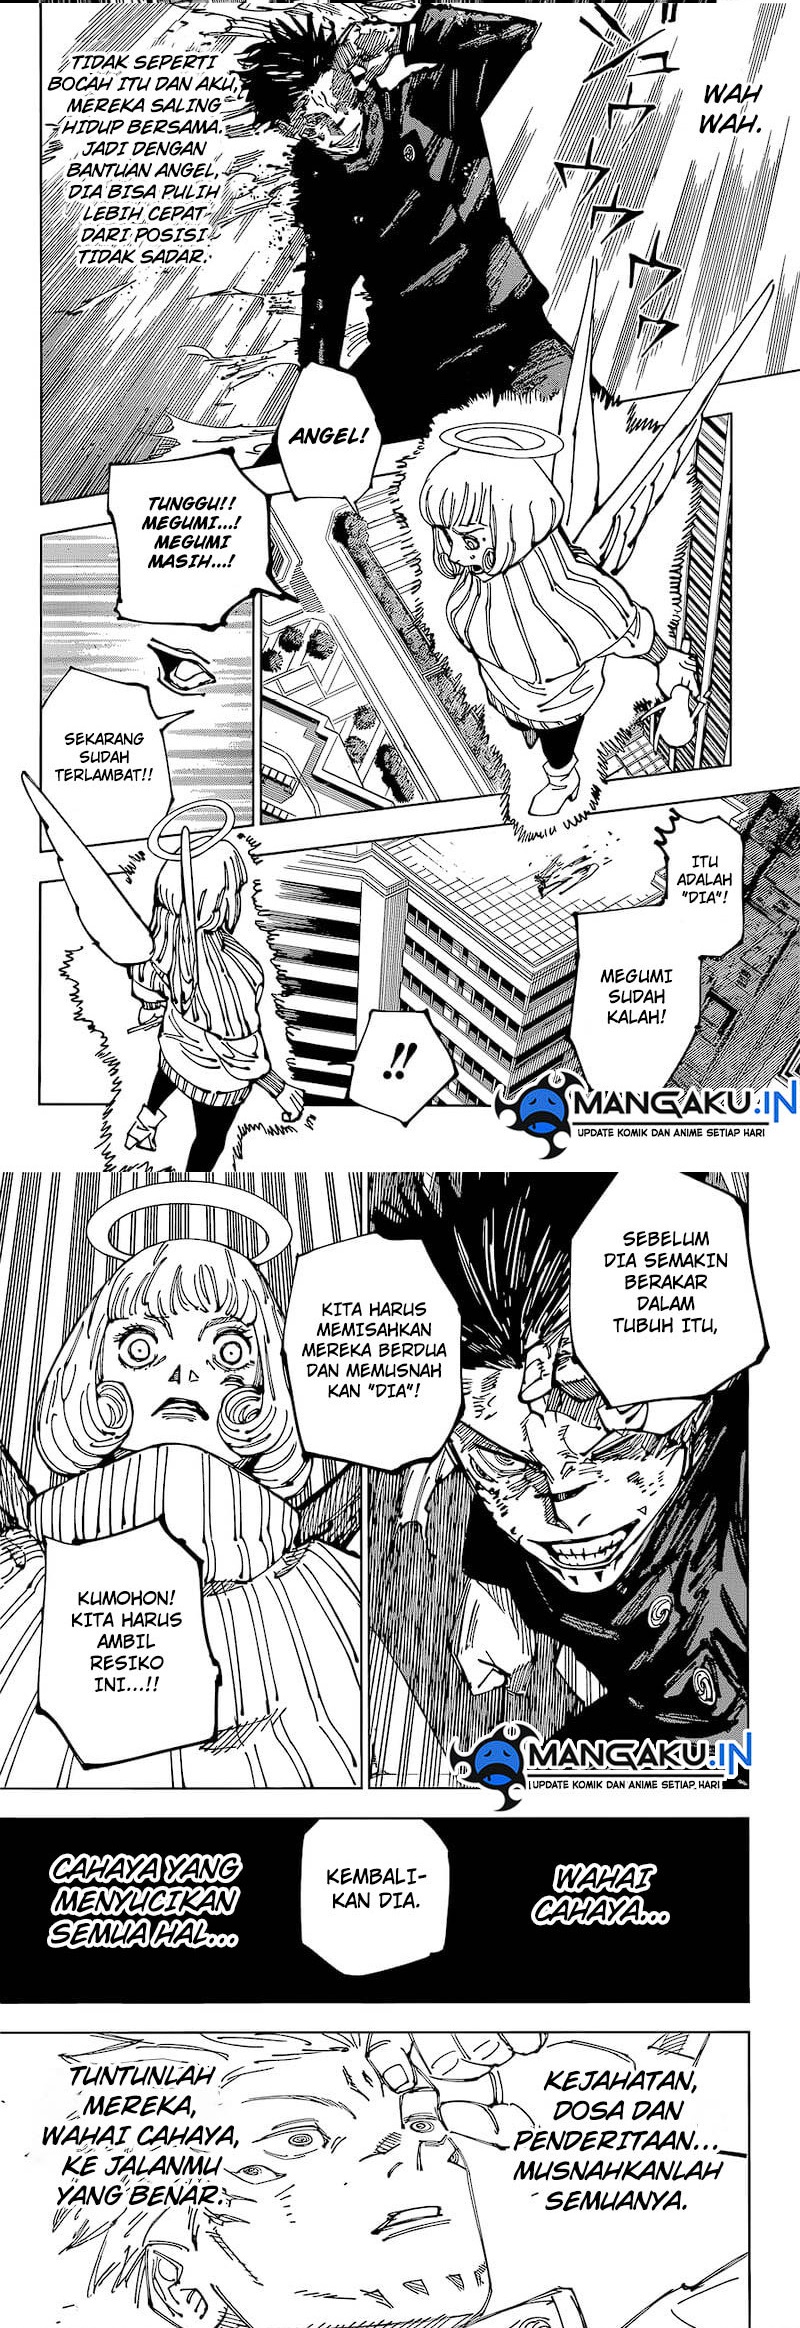 WAH
WAH.
TIDAK SEPERTI
BOCAH ITU DAN AKU,
MEREKA SALING
HIDUP BERSAMA.
JADI DENGAN
BANTUAN ANGEL,
DIA BISA PULIH
LEBIH CEPAT
DARI POSISI
TIDAK SADAR.
ANGEL!
TUNGGU!!
MEGUMI...!
MEGUMI
MASIH...!
SEKARANG
SUDAH
TERLAMBAT!!
ITU
ADALAH
"DIA"!
MEGUMI
SUDAH
KALAH!
!!
MANGAKU.IN
UPDATE KOMIK DAN ANIME SETIAP HARI
SEBELUM
DIA SEMAKIN
BERAKAR
DALAM
TUBUH ITU,
KITA HARUS
MEMISAHKAN
MEREKA BERDUA
DAN MEMUSNAH
KAN "DIA"!
KUMOHON!
KITA HARUS
AMBIL
RESIKO
INI...!!
MANGAKU.IN
UPDATE KOMIK DAN ANIME SETIAP HARI
WAHAI
CAHAYA...
KEMBALI-
KAN DIA.
CAHAYA YANG
MENYUCIKAN
SEMUA HAL...
KEJAHATAN,
DOSA DAN
PENDERITAAN...
MUSNAHKANLAH
SEMUANYA.
TUNTUNLAH
MEREKA,
WAHAI CAHAYA,
KE JALANMU
YANG BENAR.